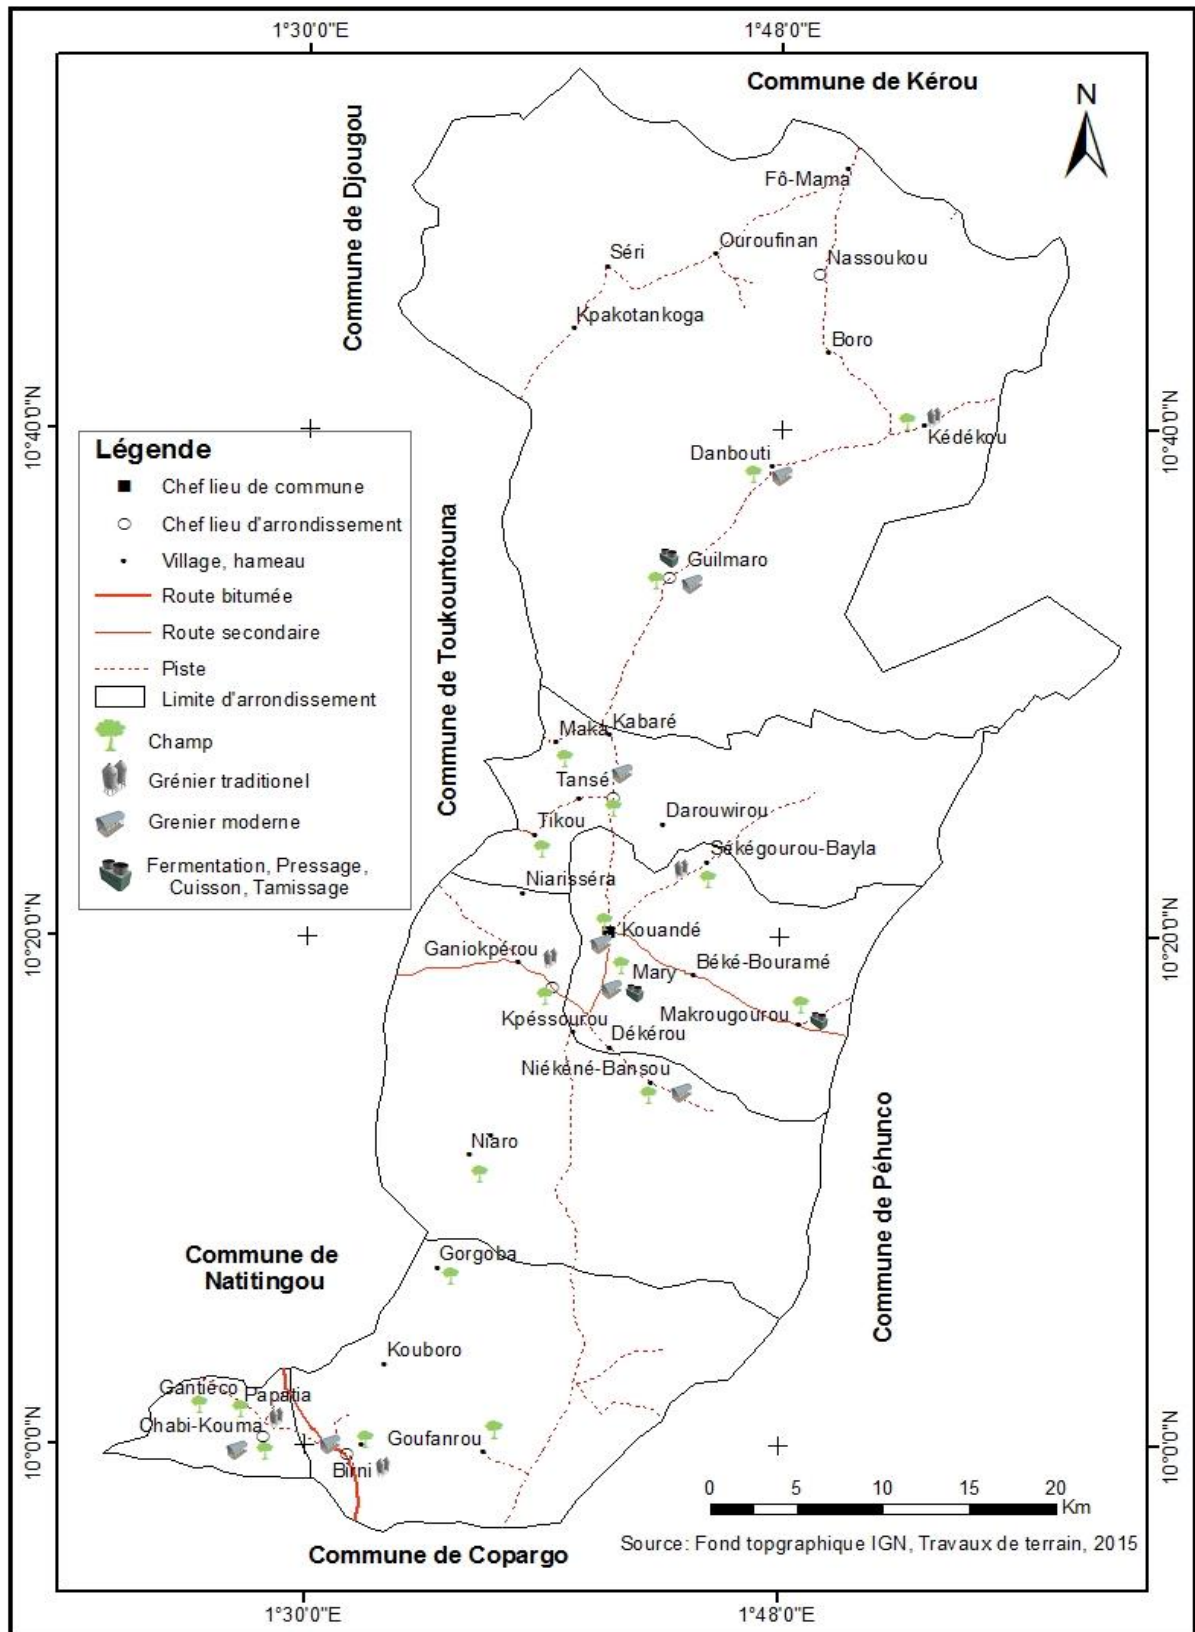 1°30'0"E
1°48'0"E
Commune de Kérou
N
Commune de Djougou
Fô-Mama
Ouroufinan
Séri
Nassoukou
Kpakotankoga
Boro
10°40'0"N
10°40'0"N
Kédékou
Danbouti
Légende
Chef lieu de commune
Chef lieu d'arrondissement
Village, hameau
Route bitumée
Route secondaire
Piste
Limite d'arrondissement
Champ
Grénier traditionel
Grenier moderne
Fermentation, Pressage,
Cuisson, Tamissage
Commune de Toukountouna
Guilmaro
Kabaré
Maka
Tansé
Darouwirou
Tikou
Sékégourou-Bayla
Niarisséra
10°20'0"N
10°20'0"N
Kouandé
Ganiokpérou
Mary
Béké-Bouramé
Makrougourou
Kpéssourou
Dékérou
Niékéné-Bansou
Niaro
Commune de Péhunco
Commune de
Natitingou
Gorgoba
Kouboro
Gantiéco
Papatia
Chabi-Kouma
Goufanrou
Birni
10°0'0"N
10°0'0"N
0 5 10 15 20
Km
Source: Fond topgraphique IGN, Travaux de terrain, 2015
Commune de Copargo
1°30'0"E
1°48'0"E